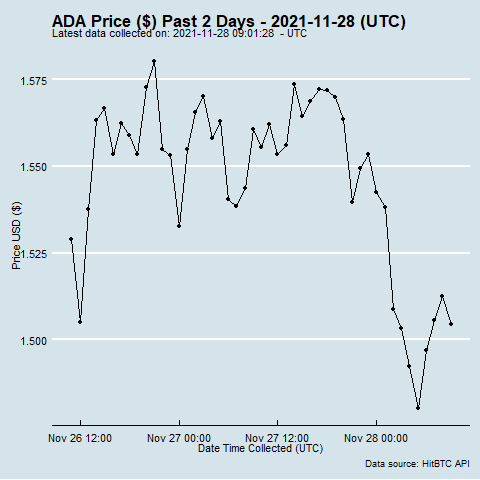 ADA Price ($) Past 2 Days - 2021-11-28 (UTC)
Latest data collected on: 2021-11-28 09:01:28  - UTC
1.575
1.550
1.525
1.500
Price USD ($)
Nov 26 12:00 Nov 27 00:00 Nov 27 12:00 Nov 28 00:00
Date Time Collected (UTC)
Data source: HitBTC API